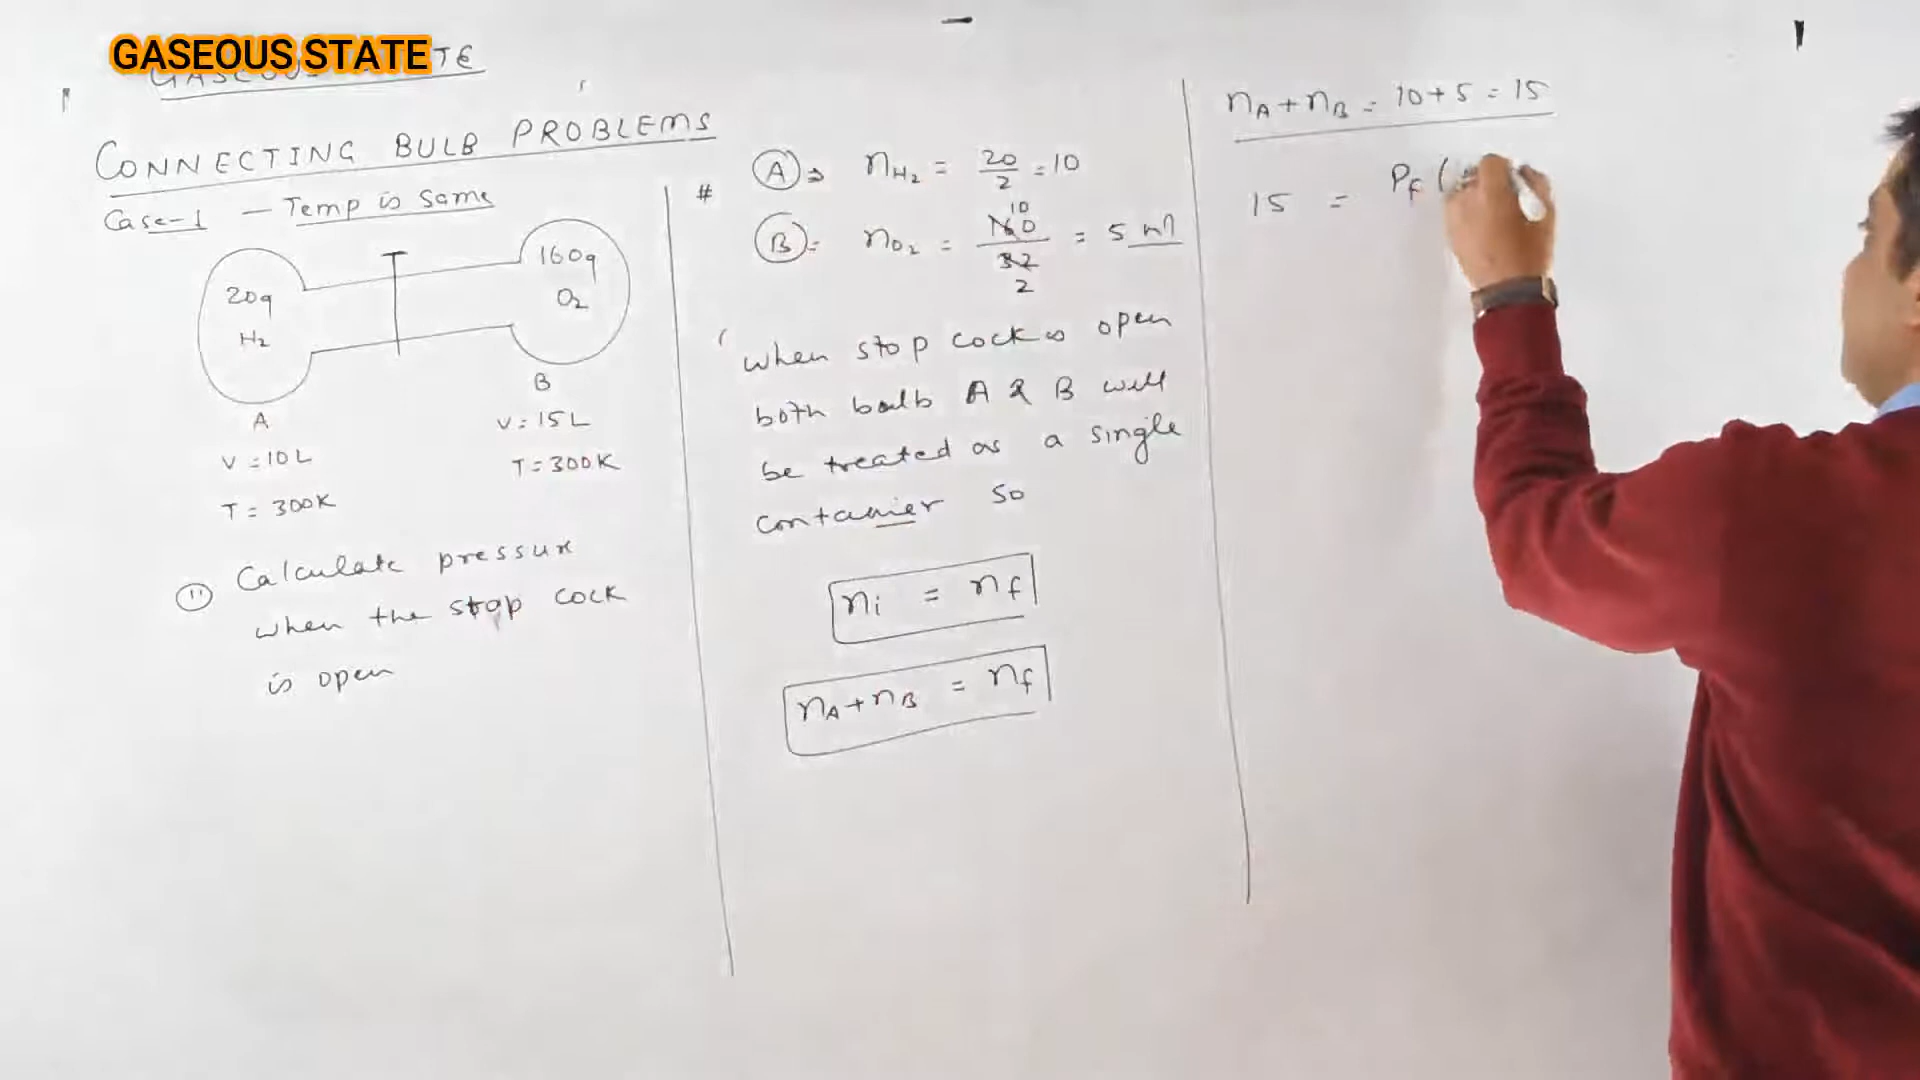 GASEOUS STATE
CONNECTING BULB PROBLEMS
Case-1 - Temp is same
20g
H₂
160g
O₂
A
V = 10L
T = 300K
B
V = 15L
T = 300K
(ii) Calculate pressure
when the stop cock
is open
# (A) ⇒ nH₂ = 20/2 = 10
10
(B) = nO₂ = 160/32 = 5 ml
2
when stop cock is open
both bulb A & B will
be treated as a single
container so
ni = nf
nA + nB = nf
nA + nB = 10 + 5 = 15
15 = Pf (